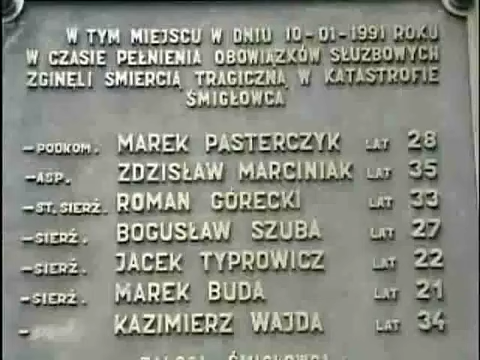 W TYM MIEJSCU W DNIU 10-01-1991 ROKU
W CZASIE PEŁNIENIA OBOWIĄZKÓW SŁUŻBOWYCH
ZGINĘLI ŚMIERCIĄ TRAGICZNĄ W KATASTROFIE
ŚMIGŁOWCA
-PODKOM. MAREK PASTERCZYK LAT 28
-ASP. ZDZISŁAW MARCINIAK LAT 35
-ST. SIERŻ. ROMAN GÓRECKI LAT 33
-SIERŻ. BOGUSŁAW SZUBA LAT 27
-SIERŻ. JACEK TYPROWICZ LAT 22
-SIERŻ. MAREK BUDA LAT 21
- KAZIMIERZ WAJDA LAT 34
ŚMIGŁOWCA